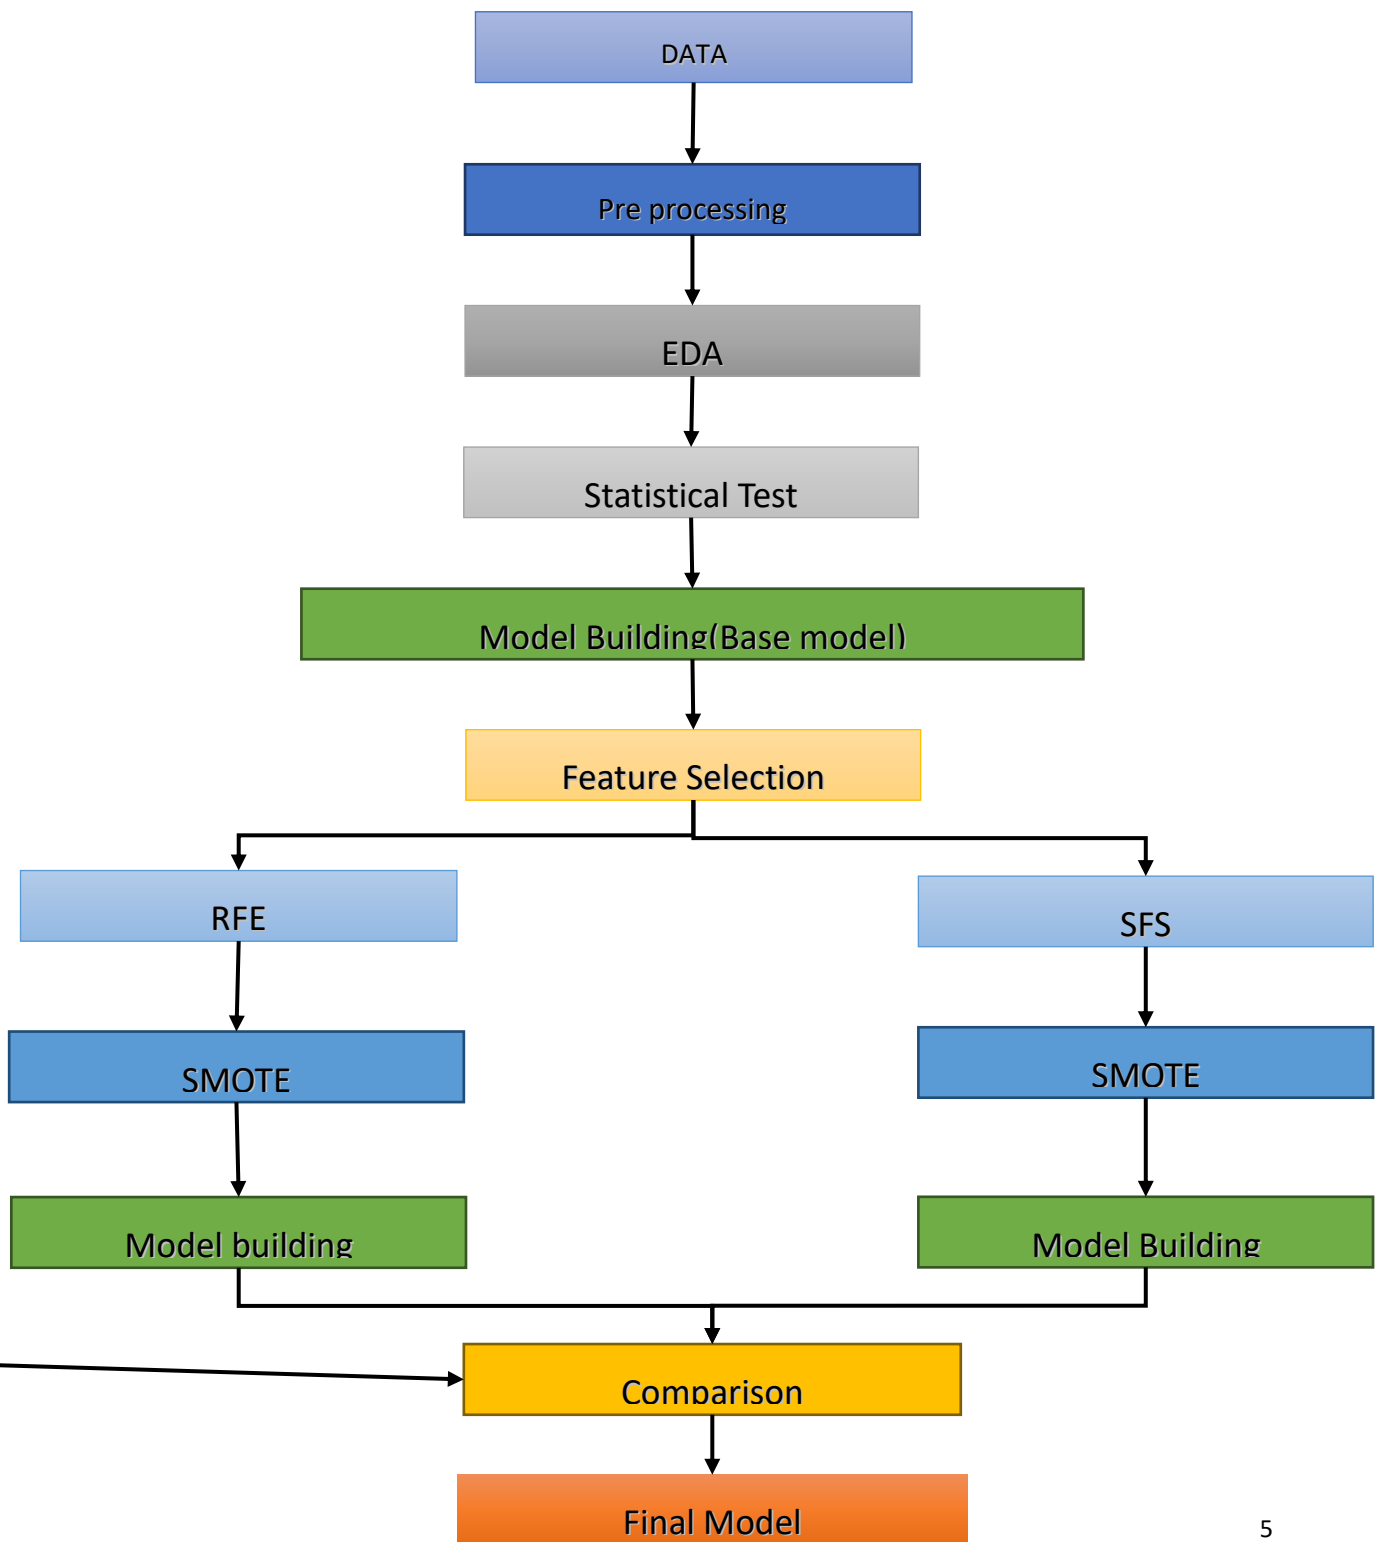 DATA
Pre processing
EDA
Statistical Test
Model Building(Base model)
Feature Selection
RFE
SFS
SMOTE
SMOTE
Model building
Model Building
Comparison
Final Model
5